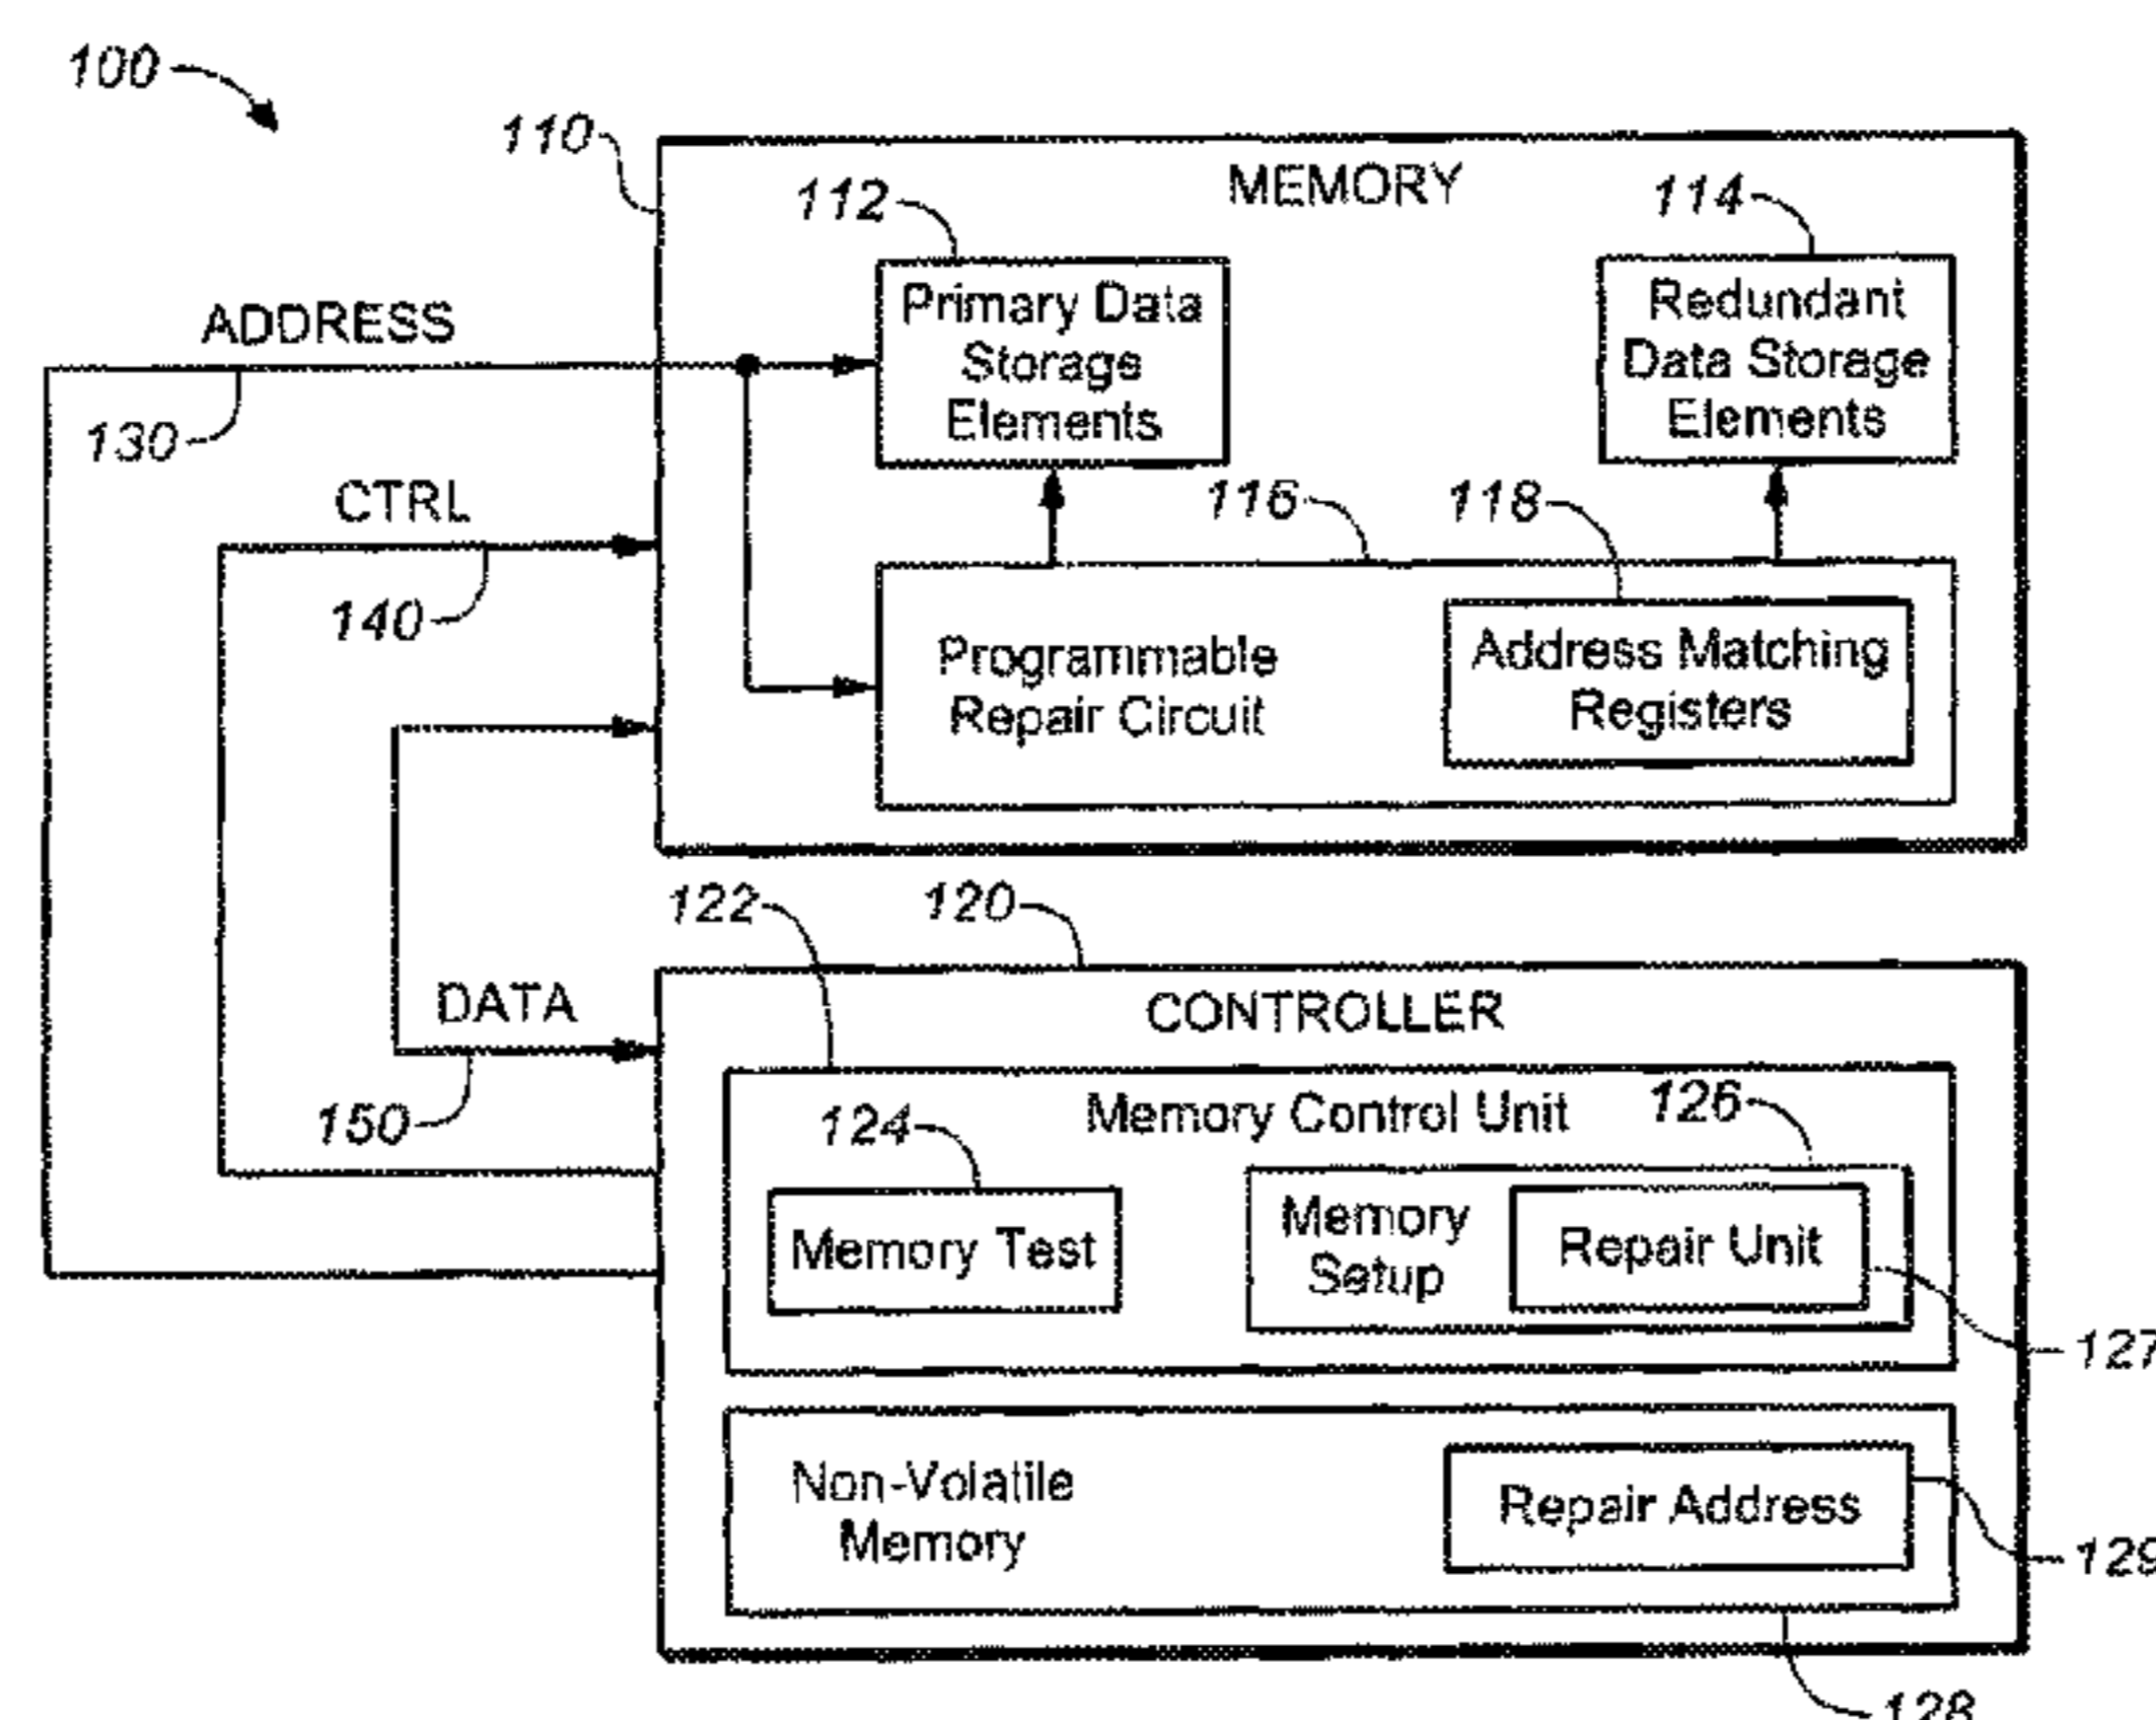 100
110
MEMORY
112
114
Primary Data
Storage
Elements
Redundant
Data Storage
Elements
ADDRESS
130
CTRL
140
116
118
Programmable
Repair Circuit
Address Matching
Registers
122
120
DATA
150
CONTROLLER
Memory Control Unit
124
126
Memory Test
Memory
Setup
Repair Unit
127
Non-Volatile
Memory
Repair Address
129
128